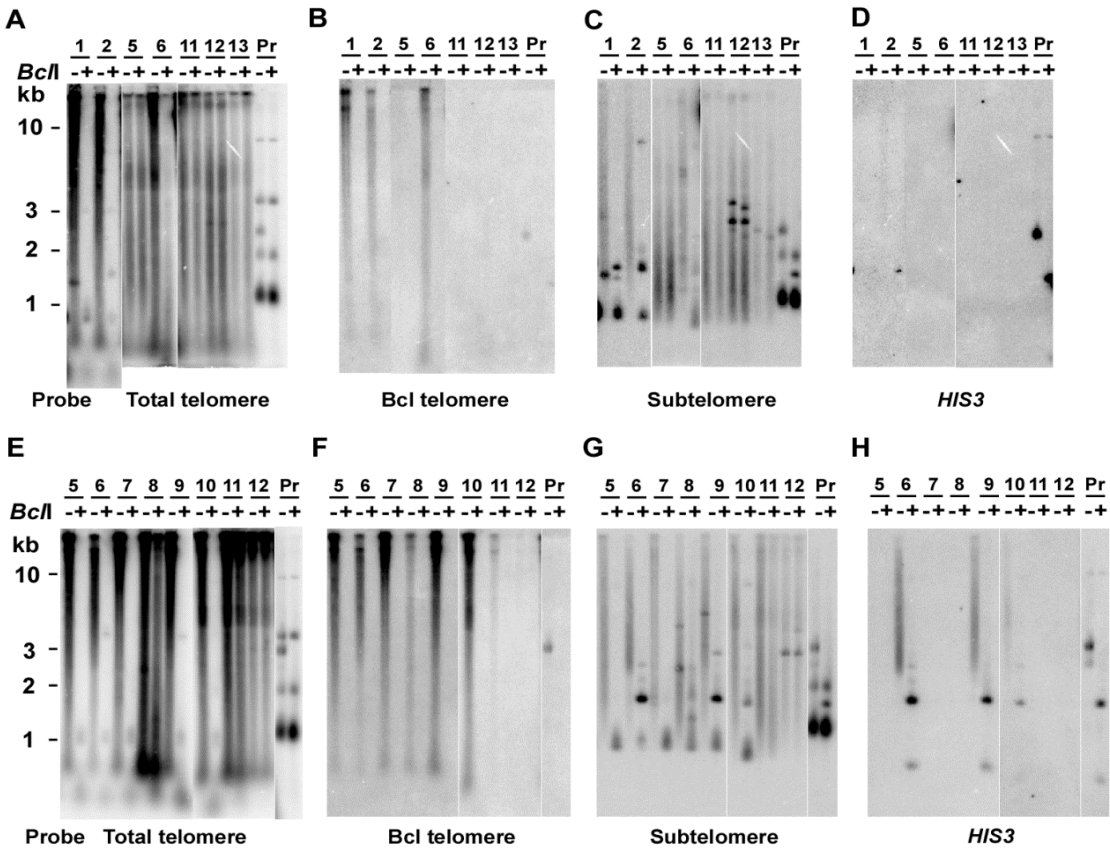 A
1 2 5 6 11 12 13 Pr
BclI -+ -+ -+ -+ -+ -+ -+ -+
kb
10 -
3 -
2 -
1 -
Probe Total telomere
B
1 2 5 6 11 12 13 Pr
-+ -+ -+ -+ -+ -+ -+ -+
Bcl telomere
C
1 2 5 6 11 12 13 Pr
-+ -+ -+ -+ -+ -+ -+ -+
Subtelomere
D
1 2 5 6 11 12 13 Pr
-+ -+ -+ -+ -+ -+ -+ -+
HIS3
E
5 6 7 8 9 10 11 12 Pr
BclI -+ -+ -+ -+ -+ -+ -+ -+ -+
kb
10 -
3 -
2 -
1 -
Probe Total telomere
F
5 6 7 8 9 10 11 12 Pr
-+ -+ -+ -+ -+ -+ -+ -+ -+
Bcl telomere
G
5 6 7 8 9 10 11 12 Pr
-+ -+ -+ -+ -+ -+ -+ -+ -+
Subtelomere
H
5 6 7 8 9 10 11 12 Pr
-+ -+ -+ -+ -+ -+ -+ -+ -+
HIS3